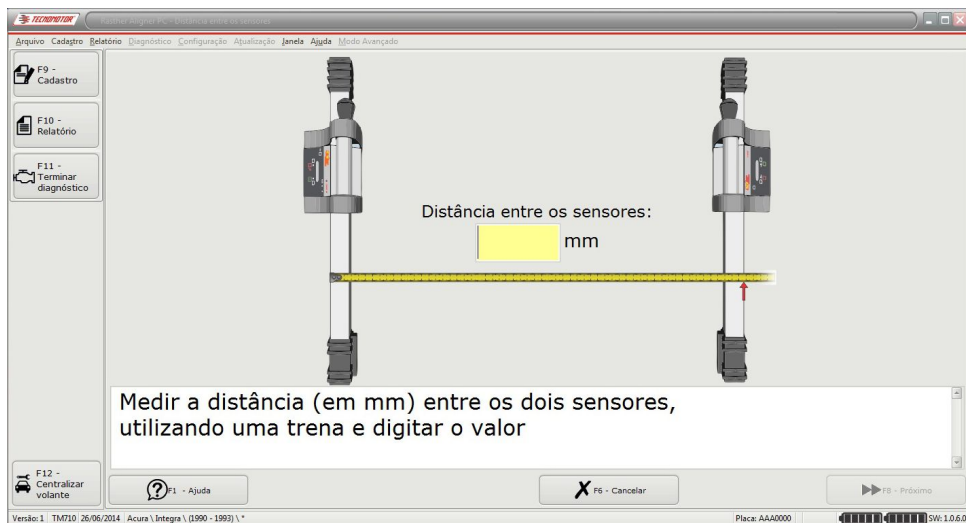 TECNOMOTOR
Rasther Aligner PC - Distância entre os sensores
Arquivo Cadastro Relatório Diagnóstico Configuração Atualização Janela Ajuda Modo Avançado
F9 -
Cadastro
F10 -
Relatório
F11 -
Terminar
diagnóstico
Distância entre os sensores:
mm
Medir a distância (em mm) entre os dois sensores,
utilizando uma trena e digitar o valor
F12 -
Centralizar
volante
F1 - Ajuda
F6 - Cancelar
F8 - Próximo
Versão: 1 TM710 26/06/2014 Acura \ Integra \ (1990 - 1993) \ * Placa: AAA0000 SW: 1.0.6.0